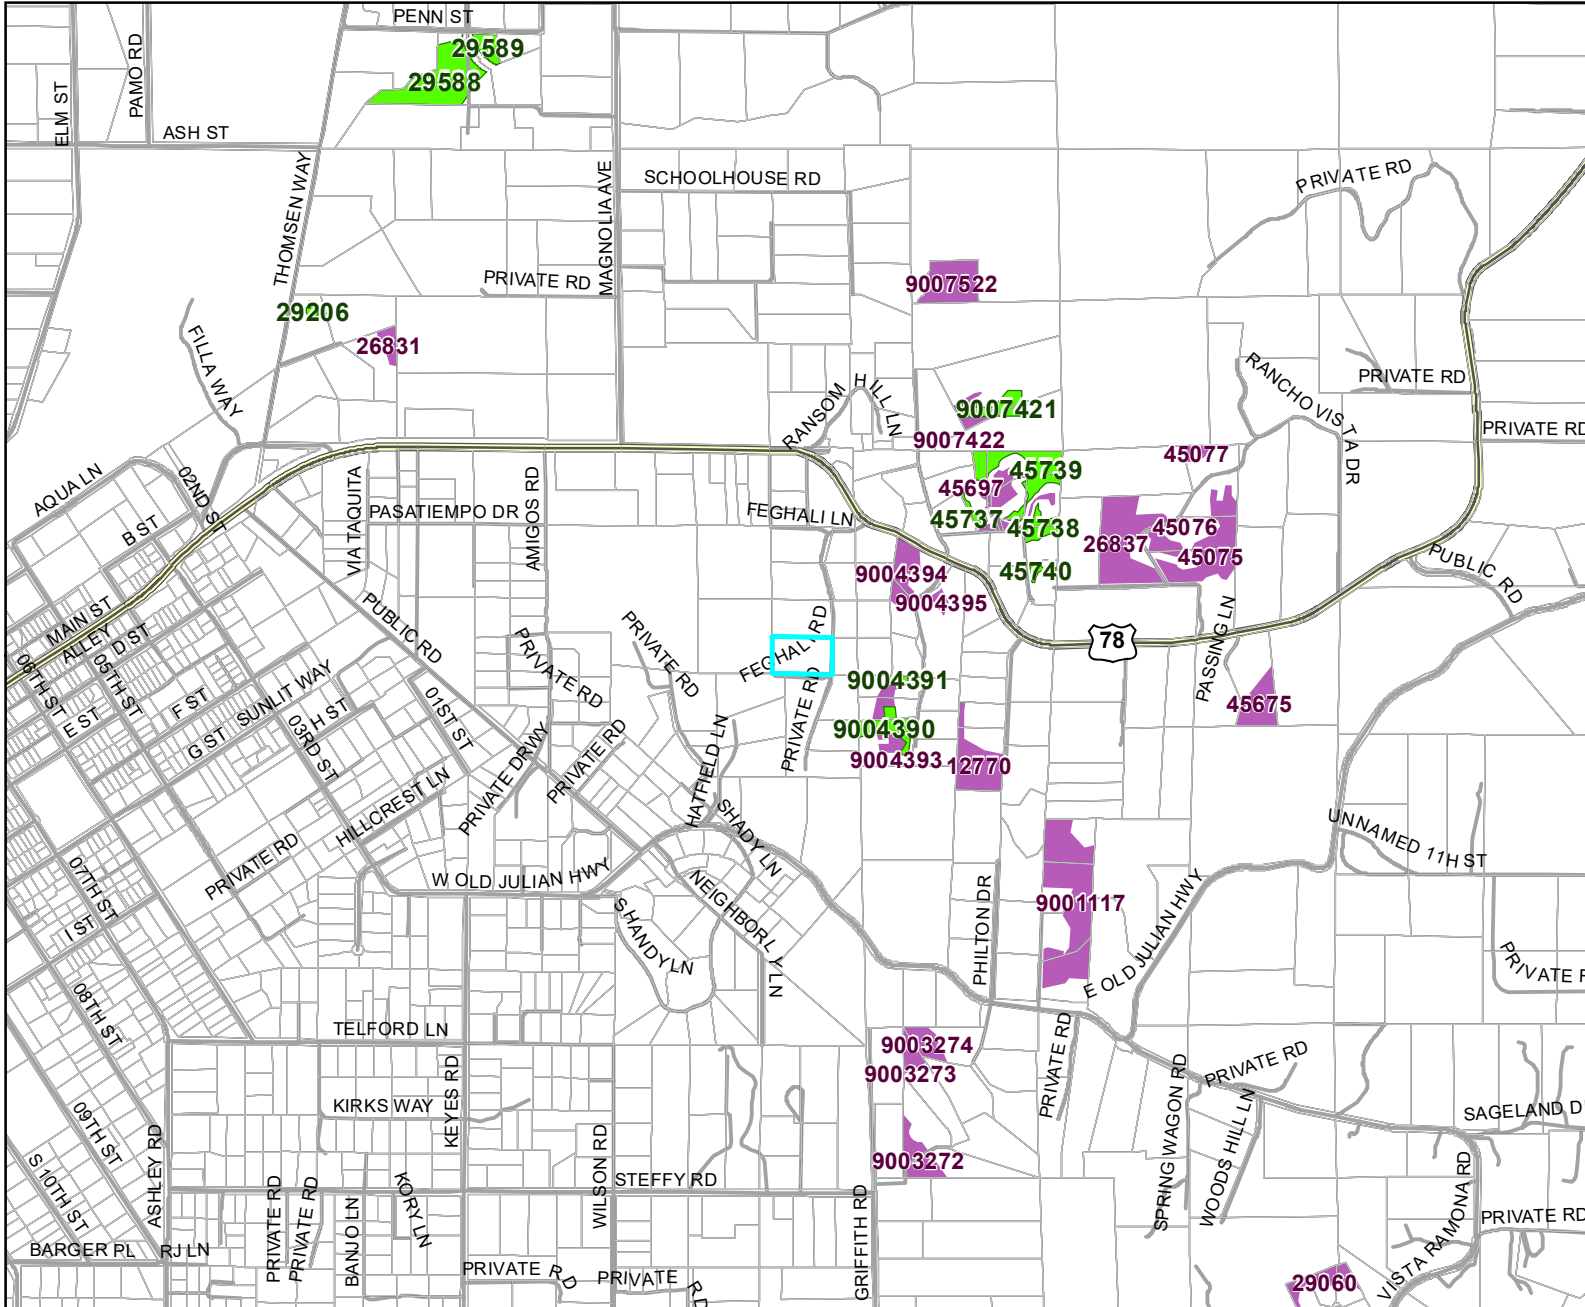 PENN ST
29589
29588
PAMO RD
ELM ST
ASH ST
THOMSEN WAY
MAGNOLIA AVE
SCHOOLHOUSE RD
PRIVATE RD
PRIVATE RD
9007522
29206
26831
FILLA WAY
RANSOM HILL LN
9007421
9007422
RANCHO VISTA DR
PRIVATE RD
PRIVATE RD
45077
45739
45697
45737
45738
45740
AQUA LN
02ND ST
B ST
VIA TAQUITA
PASATIEMPO DR
AMIGOS RD
FEGHALI LN
26837
45076
45075
9004394
9004395
PUBLIC RD
78
PASSING LN
45675
MAIN ST
ALLEY
D ST
06TH ST
05TH ST
E ST
F ST
G ST
SUNLIT WAY
H ST
03RD ST
01ST ST
PUBLIC RD
PRIVATE RD
PRIVATE RD
FEGHALI RD
PRIVATE RD
9004391
9004390
9004393
12770
HATFIELD LN
PRIVATE DRWY
PRIVATE RD
HILLCREST LN
PRIVATE RD
SHADY LN
W OLD JULIAN HWY
NEIGHBORLY LN
SHANDY LN
UNNAMED 11H ST
9001117
PHILTON DR
E OLD JULIAN HWY
PRIVATE R
07TH ST
I ST
08TH ST
TELFORD LN
9003274
9003273
PRIVATE RD
PRIVATE RD
SPRING WAGON RD
WOODS HILL LN
SAGELAND D
09TH ST
KIRKS WAY
KEYES RD
9003272
S 10TH ST
ASHLEY RD
WILSON RD
STEFFY RD
PRIVATE RD
PRIVATE RD
BANJO LN
KORY LN
GRIFFITH RD
VISTA RAMONA RD
PRIVATE RD
BARGER PL
RJ LN
PRIVATE RD
PRIVATE RD
29060